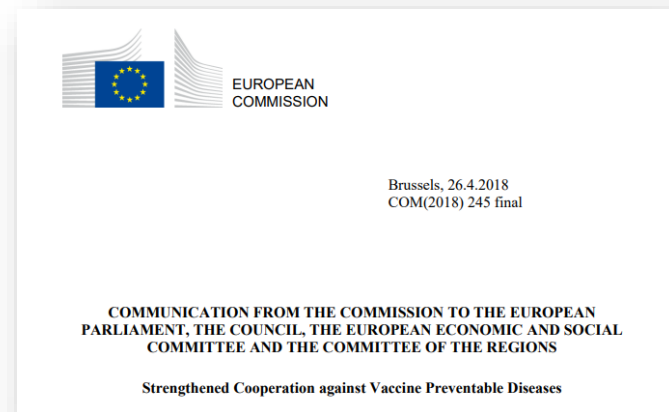 EUROPEAN
COMMISSION
Brussels, 26.4.2018
COM(2018) 245 final
COMMUNICATION FROM THE COMMISSION TO THE EUROPEAN
PARLIAMENT, THE COUNCIL, THE EUROPEAN ECONOMIC AND SOCIAL
COMMITTEE AND THE COMMITTEE OF THE REGIONS
Strengthened Cooperation against Vaccine Preventable Diseases